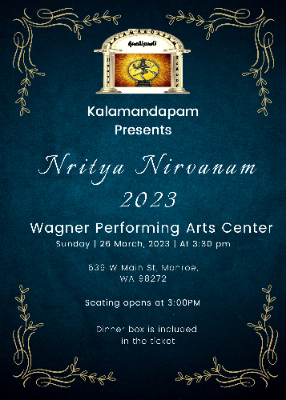 Kalamandapam
Presents
Nritya Nirvanam
2023
Wagner Performing Arts Center
Sunday | 26 March, 2023 | At 3:30 pm
639 W Main St, Monroe,
WA 98272
Seating opens at 3:00PM
Dinner box is included
in the ticket